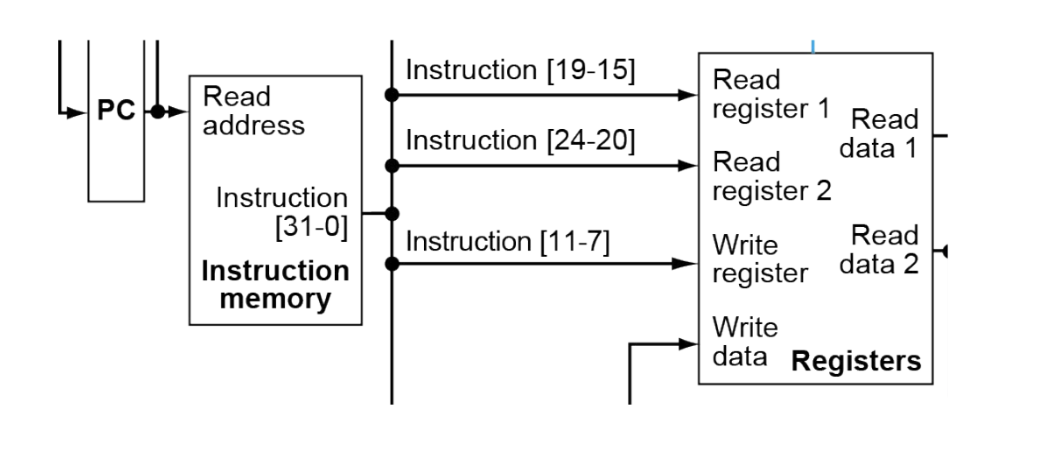 PC
Read
address
Instruction
[31-0]
Instruction
memory
Instruction [19-15]
Instruction [24-20]
Instruction [11-7]
Read
register 1
Read
register 2
Write
register
Write
data
Read
data 1
Read
data 2
Registers